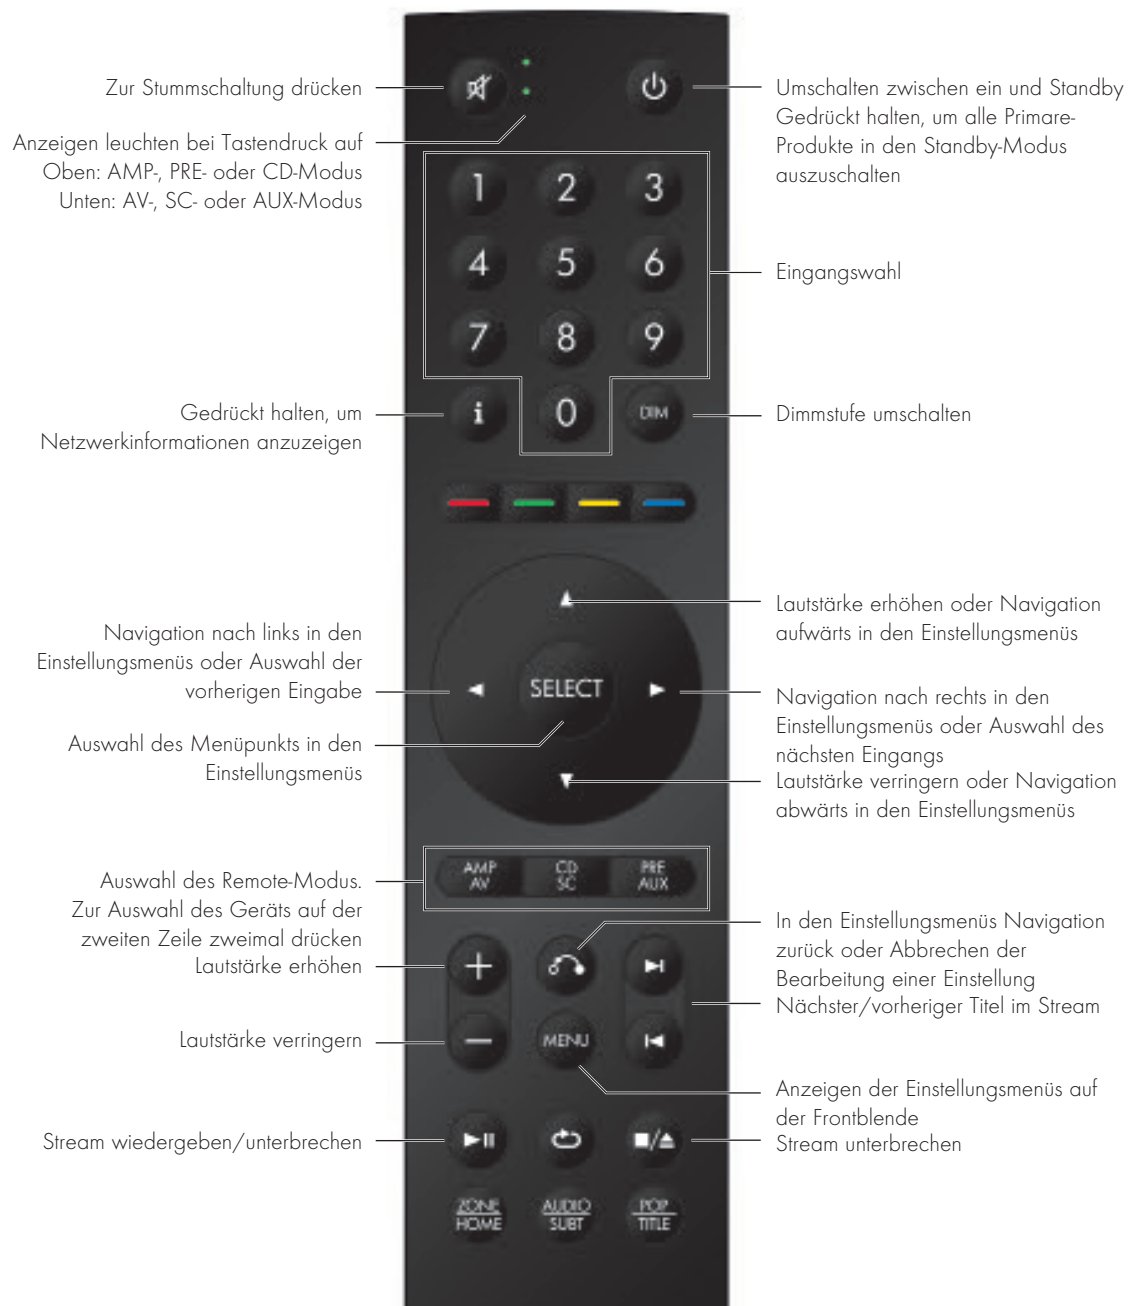 Zur Stummschaltung drücken
Anzeigen leuchten bei Tastendruck auf
Oben: AMP-, PRE- oder CD-Modus
Unten: AV-, SC- oder AUX-Modus
Umschalten zwischen ein und Standby
Gedrückt halten, um alle Primare-
Produkte in den Standby-Modus
auszuschalten
1 2 3
4 5 6
7 8 9
i 0 DIM
Eingangswahl
Gedrückt halten, um
Netzwerkinformationen anzuzeigen
Dimmstufe umschalten
Lautstärke erhöhen oder Navigation
aufwärts in den Einstellungsmenüs
Navigation nach links in den
Einstellungsmenüs oder Auswahl der
vorherigen Eingabe
SELECT
Navigation nach rechts in den
Einstellungsmenüs oder Auswahl des
nächsten Eingangs
Auswahl des Menüpunkts in den
Einstellungsmenüs
Lautstärke verringern oder Navigation
abwärts in den Einstellungsmenüs
AMP CD PRE
AV SC AUX
Auswahl des Remote-Modus.
Zur Auswahl des Geräts auf der
zweiten Zeile zweimal drücken
Lautstärke erhöhen
In den Einstellungsmenüs Navigation
zurück oder Abbrechen der
Bearbeitung einer Einstellung
Nächster/vorheriger Titel im Stream
Lautstärke verringern
MENU
Anzeigen der Einstellungsmenüs auf
der Frontblende
Stream wiedergeben/unterbrechen
Stream unterbrechen
ZONE AUDIO POP
HOME SUBT TITLE